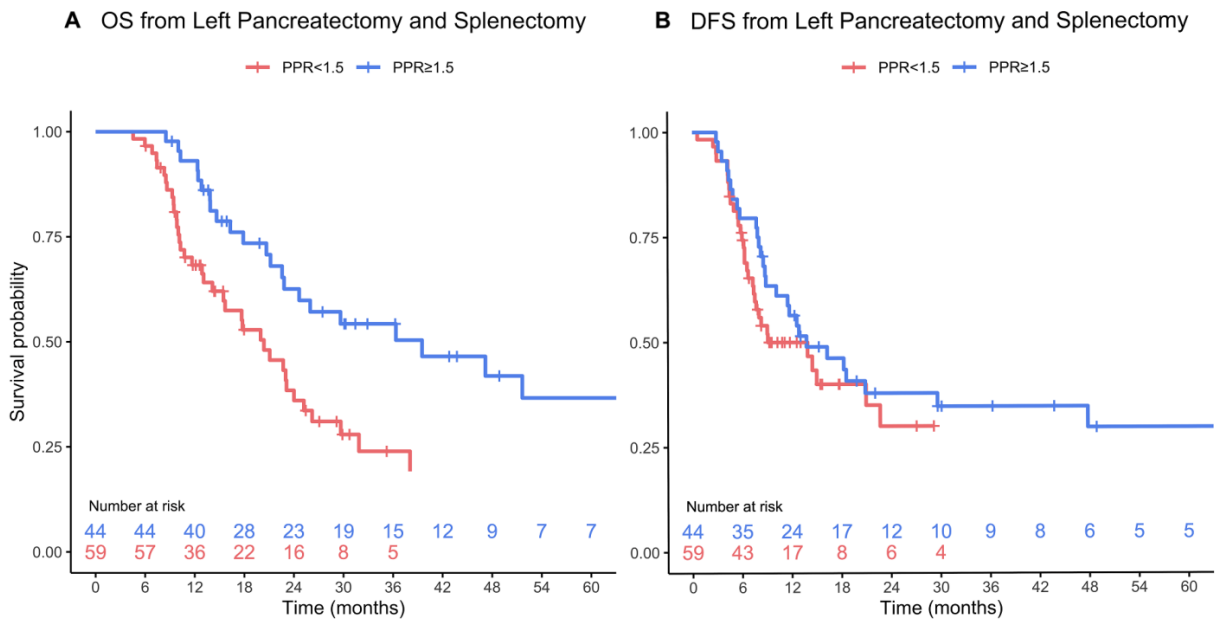 A OS from Left Pancreatectomy and Splenectomy
PPR<1.5 PPR≥1.5
Survival probability
1.00
0.75
0.50
0.25
0.00
Number at risk
44 44 40 28 23 19 15 12 9 7 7
59 57 36 22 16 8 5
0 6 12 18 24 30 36 42 48 54 60
Time (months)
B DFS from Left Pancreatectomy and Splenectomy
PPR<1.5 PPR≥1.5
1.00
0.75
0.50
0.25
0.00
Number at risk
44 35 24 17 12 10 9 8 6 5 5
59 43 17 8 6 4
0 6 12 18 24 30 36 42 48 54 60
Time (months)